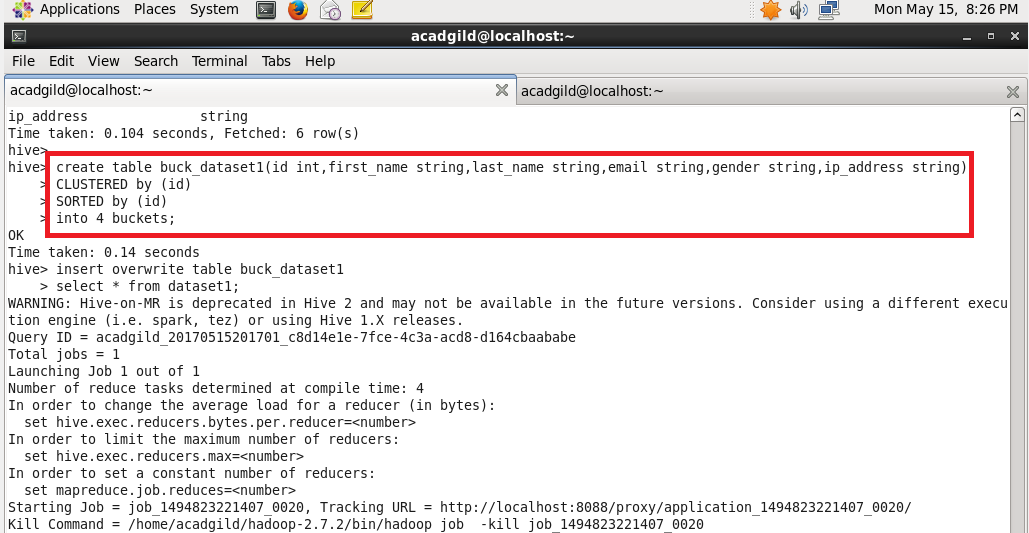 Applications Places System Mon May 15, 8:26 PM
acadgild@localhost:~
File Edit View Search Terminal Tabs Help
acadgild@localhost:~ acadgild@localhost:~
ip_address string
Time taken: 0.104 seconds, Fetched: 6 row(s)
hive>
hive> create table buck_dataset1(id int,first_name string,last_name string,email string,gender string,ip_address string)
> CLUSTERED by (id)
> SORTED by (id)
> into 4 buckets;
OK
Time taken: 0.14 seconds
hive> insert overwrite table buck_dataset1
> select * from dataset1;
WARNING: Hive-on-MR is deprecated in Hive 2 and may not be available in the future versions. Consider using a different execu
tion engine (i.e. spark, tez) or using Hive 1.X releases.
Query ID = acadgild_20170515201701_c8d14e1e-7fce-4c3a-acd8-d164cbaababe
Total jobs = 1
Launching Job 1 out of 1
Number of reduce tasks determined at compile time: 4
In order to change the average load for a reducer (in bytes):
set hive.exec.reducers.bytes.per.reducer=<number>
In order to limit the maximum number of reducers:
set hive.exec.reducers.max=<number>
In order to set a constant number of reducers:
set mapreduce.job.reduces=<number>
Starting Job = job_1494823221407_0020, Tracking URL = http://localhost:8088/proxy/application_1494823221407_0020/
Kill Command = /home/acadgild/hadoop-2.7.2/bin/hadoop job -kill job_1494823221407_0020